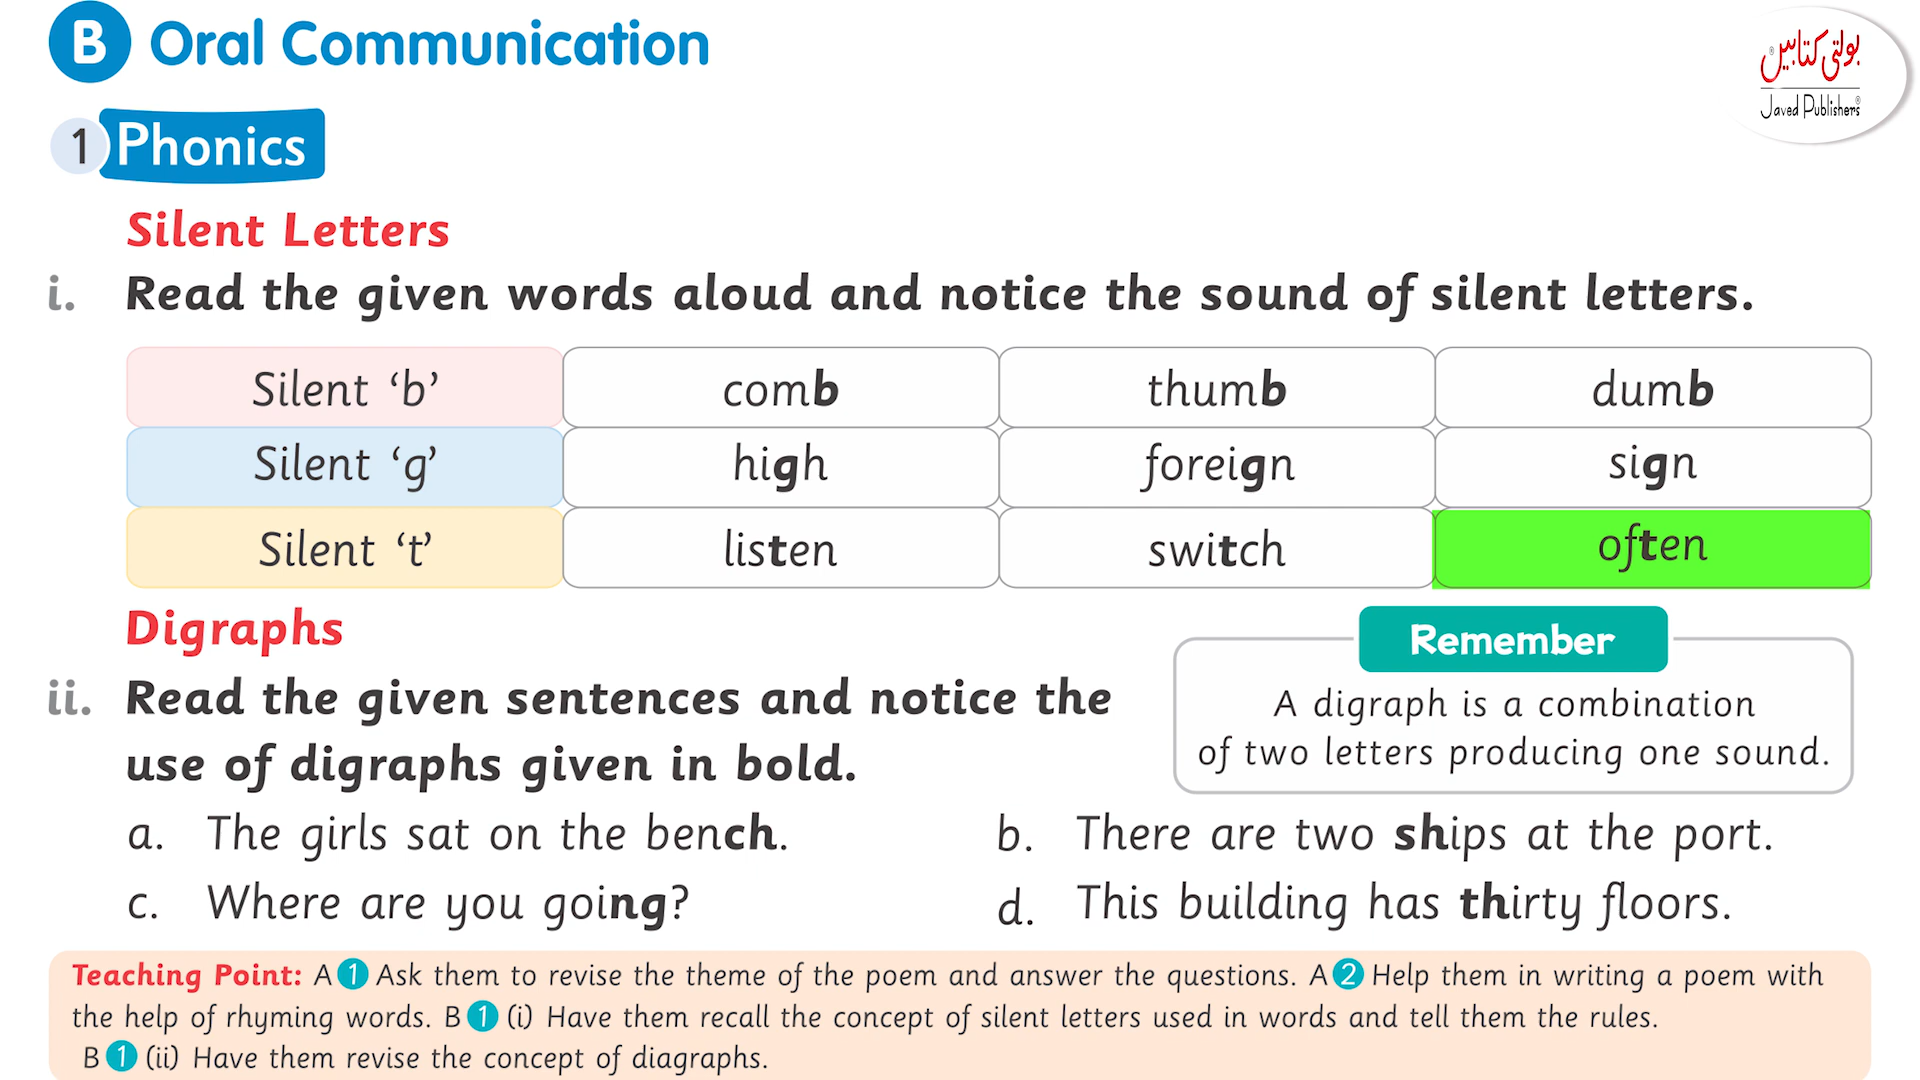 B Oral Communication
بولتی کتابیں
Javed Publishers®
1 Phonics
Silent Letters
i. Read the given words aloud and notice the sound of silent letters.
Silent ‘b’ comb thumb dumb
Silent ‘g’ high foreign sign
Silent ‘t’ listen switch often
Digraphs
Remember
A digraph is a combination
of two letters producing one sound.
ii. Read the given sentences and notice the
use of digraphs given in bold.
a. The girls sat on the bench. b. There are two ships at the port.
c. Where are you going? d. This building has thirty floors.
Teaching Point: A 1 Ask them to revise the theme of the poem and answer the questions. A 2 Help them in writing a poem with
the help of rhyming words. B 1 (i) Have them recall the concept of silent letters used in words and tell them the rules.
B 1 (ii) Have them revise the concept of diagraphs.